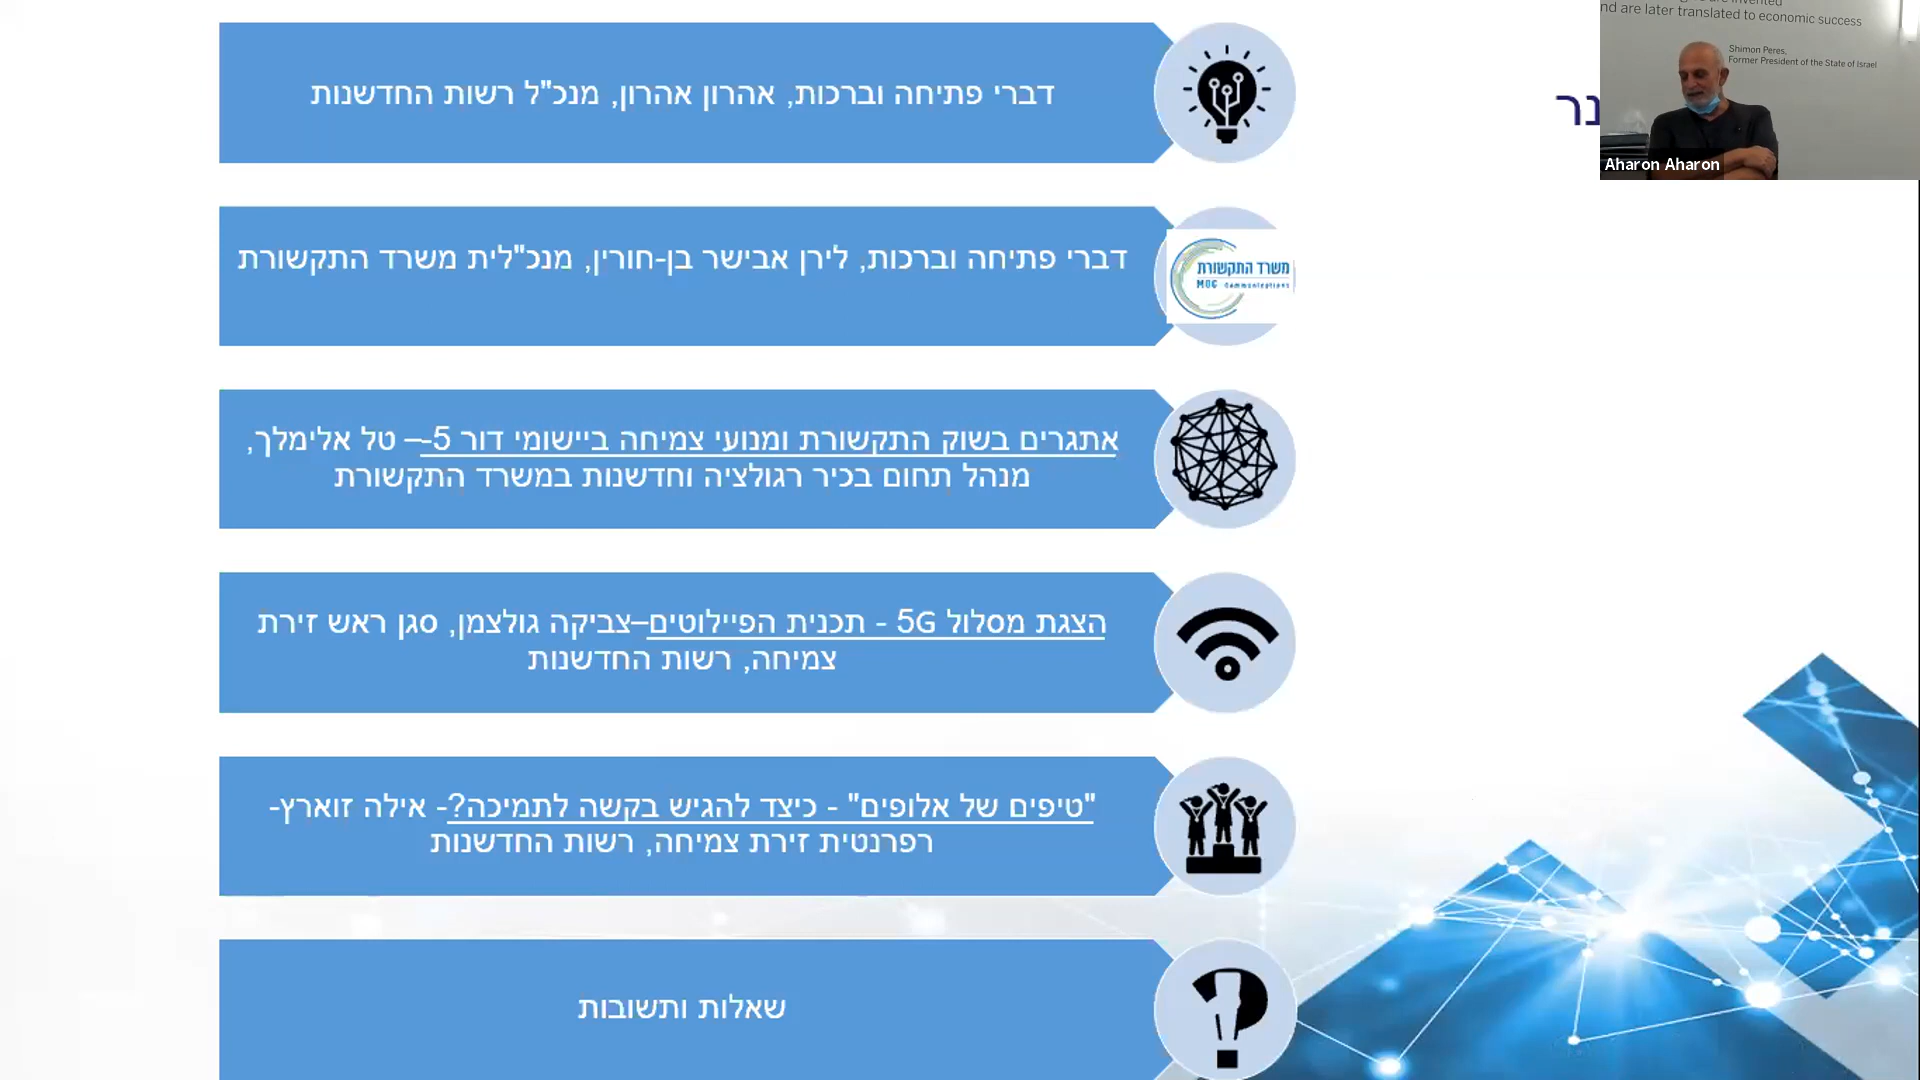 דברי פתיחה וברכות, אהרון אהרון, מנכ"ל רשות החדשנות
דברי פתיחה וברכות, לירן אבישר בן-חורין, מנכ"לית משרד התקשורת
משרד התקשורת
MOC Communications
אתגרים בשוק התקשורת ומנועי צמיחה ביישומי דור 5-– טל אלימלך,
מנהל תחום בכיר רגולציה וחדשנות במשרד התקשורת
הצגת מסלול 5G - תכנית הפיילוטים–צביקה גולצמן, סגן ראש זירת
צמיחה, רשות החדשנות
"טיפים של אלופים" - כיצד להגיש בקשה לתמיכה?- אילה זוארץ-
רפרנטית זירת צמיחה, רשות החדשנות
שאלות ותשובות
are invented
and are later translated to economic success
Shimon Peres,
Former President of the State of Israel
Aharon Aharon